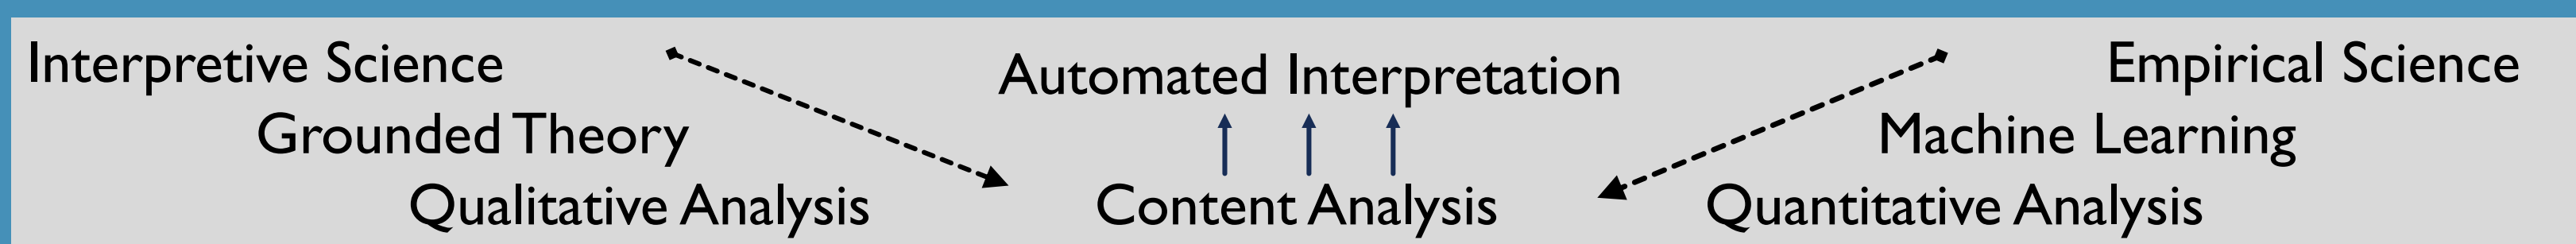 Interpretive Science
Grounded Theory
Qualitative Analysis
Automated Interpretation
Content Analysis
Empirical Science
Machine Learning
Quantitative Analysis